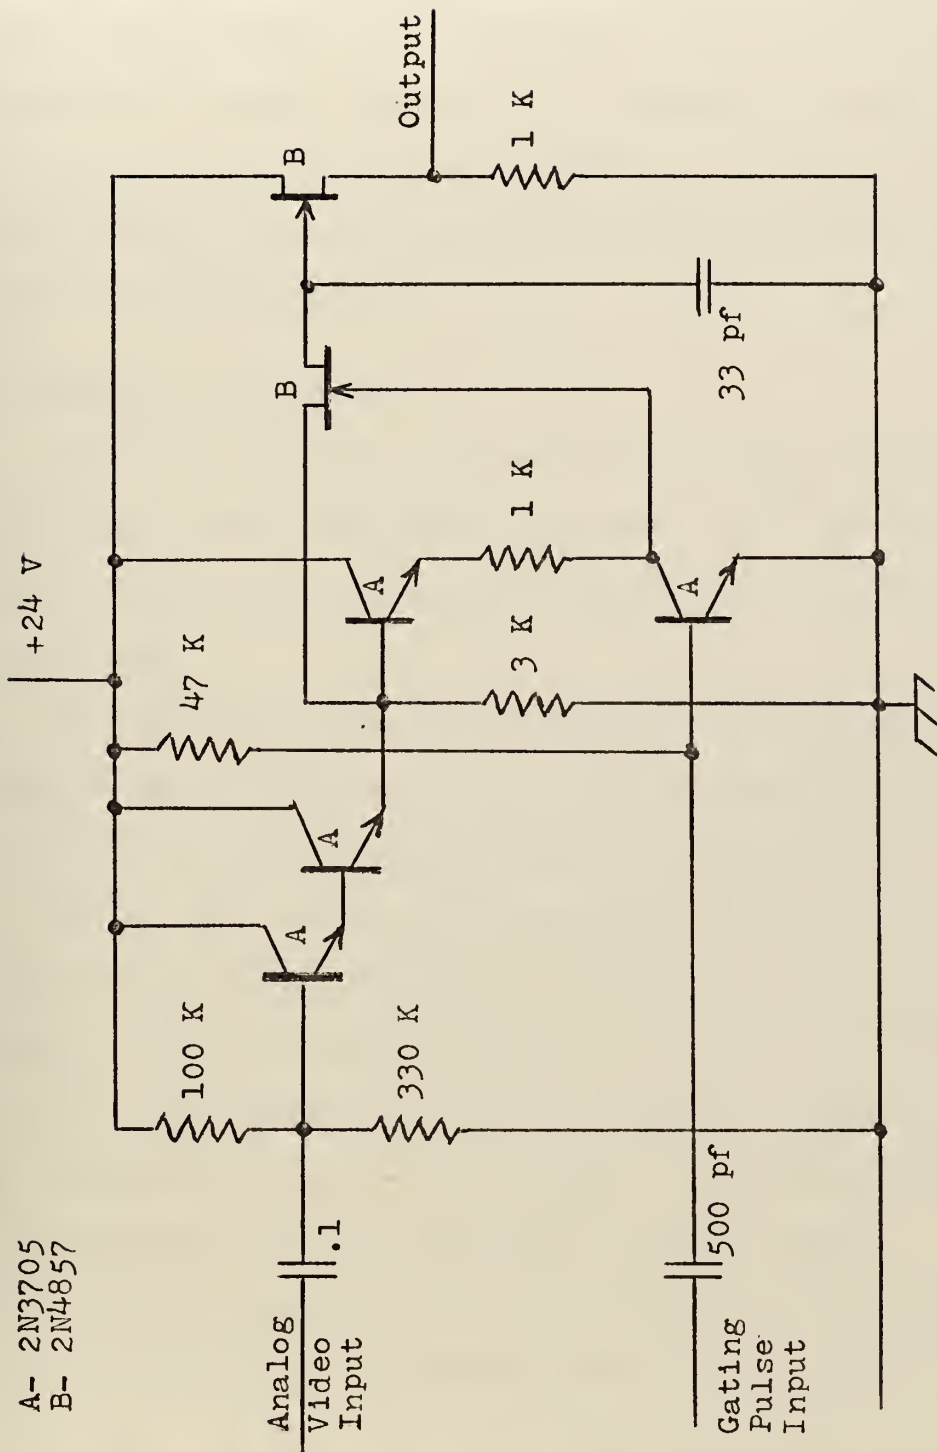 A- 2N3705
B- 2N4857
+24 V
Analog
Video
Input
.1
100 K
330 K
A
A
47 K
3 K
A
1 K
A
B
B
33 pf
1 K
Output
Gating
Pulse
Input
500 pf